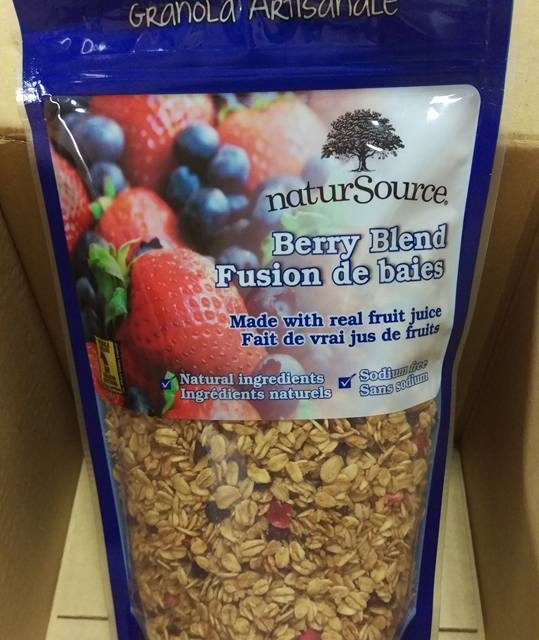 GRANOLA ARTISANALE
naturSource
Berry Blend
Fusion de baies
Made with real fruit juice
Fait de vrai jus de fruits
Natural ingredients
Ingrédients naturels
Sodium free
Sans sodium